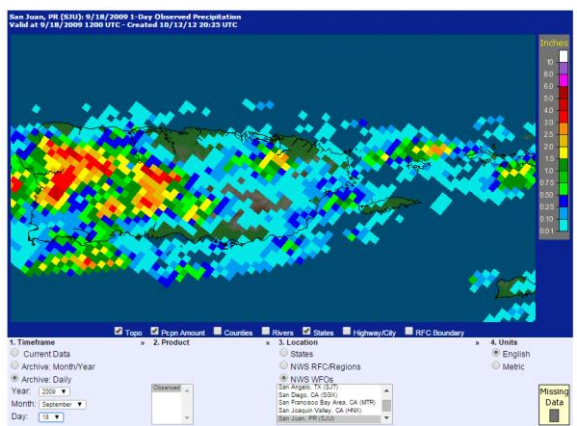 San Juan, PR (SJU): 9/18/2009 1-Day Observed Precipitation
Valid at 9/18/2009 1200 UTC - Created 10/12/12 20:25 UTC
Inches
10
8.0
6.0
5.0
4.0
3.0
2.5
2.0
1.5
1.0
0.75
0.50
0.25
0.10
0.01
Topo Pcpn Amount Counties Rivers States Highway/City RFC Boundary
1. Timeframe » 2. Product » 3. Location » 4. Units
Current Data States English
Archive: Month/Year NWS RFC/Regions Metric
Archive: Daily NWS WFOs
Year: 2009 Observed San Angelo, TX (SJT)
San Diego, CA (SGX)
Month: September San Francisco Bay Area, CA (MTR)
San Joaquin Valley, CA (HNX)
Day: 18 San Juan, PR (SJU)
Missing
Data